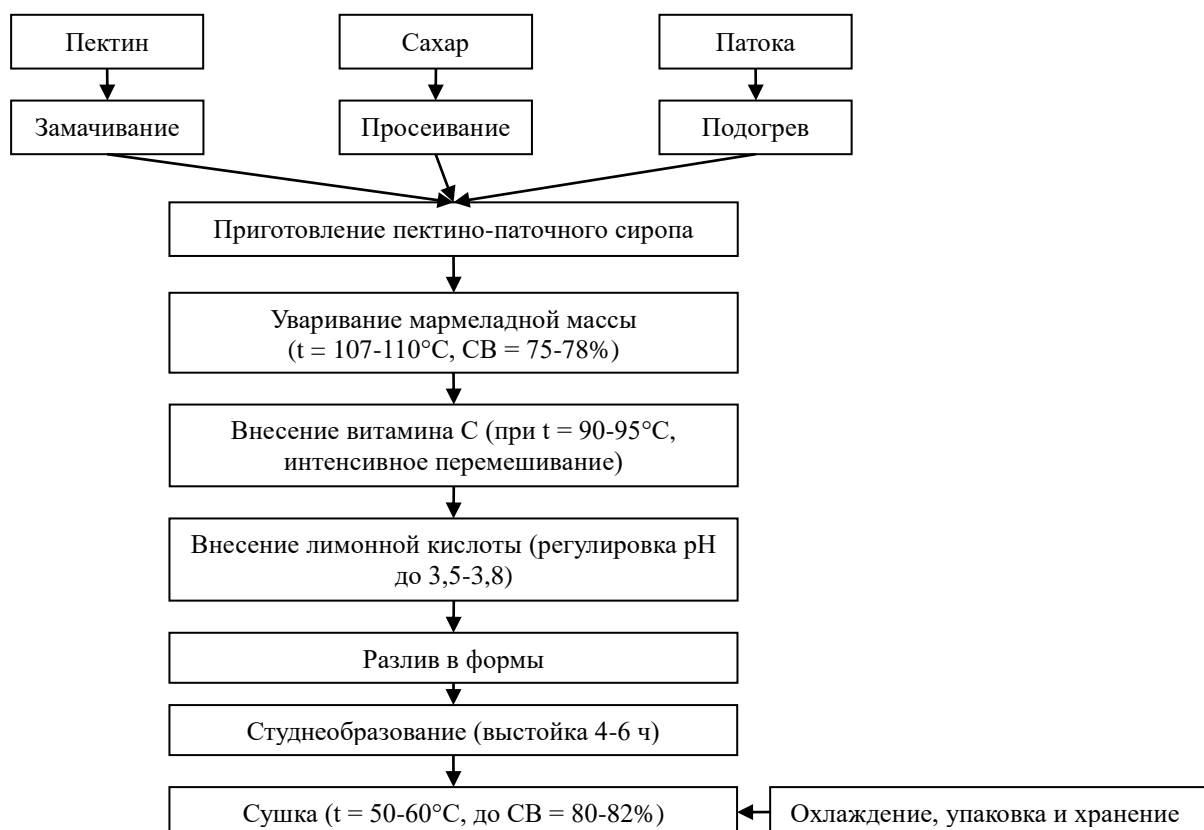 Пектин
Сахар
Патока
Замачивание
Просеивание
Подогрев
Приготовление пектино-паточного сиропа
Уваривание мармеладной массы
(t = 107-110°C, СВ = 75-78%)
Внесение витамина С (при t = 90-95°C,
интенсивное перемешивание)
Внесение лимонной кислоты (регулировка pH
до 3,5-3,8)
Разлив в формы
Студнеобразование (выстойка 4-6 ч)
Сушка (t = 50-60°C, до СВ = 80-82%)
Охлаждение, упаковка и хранение